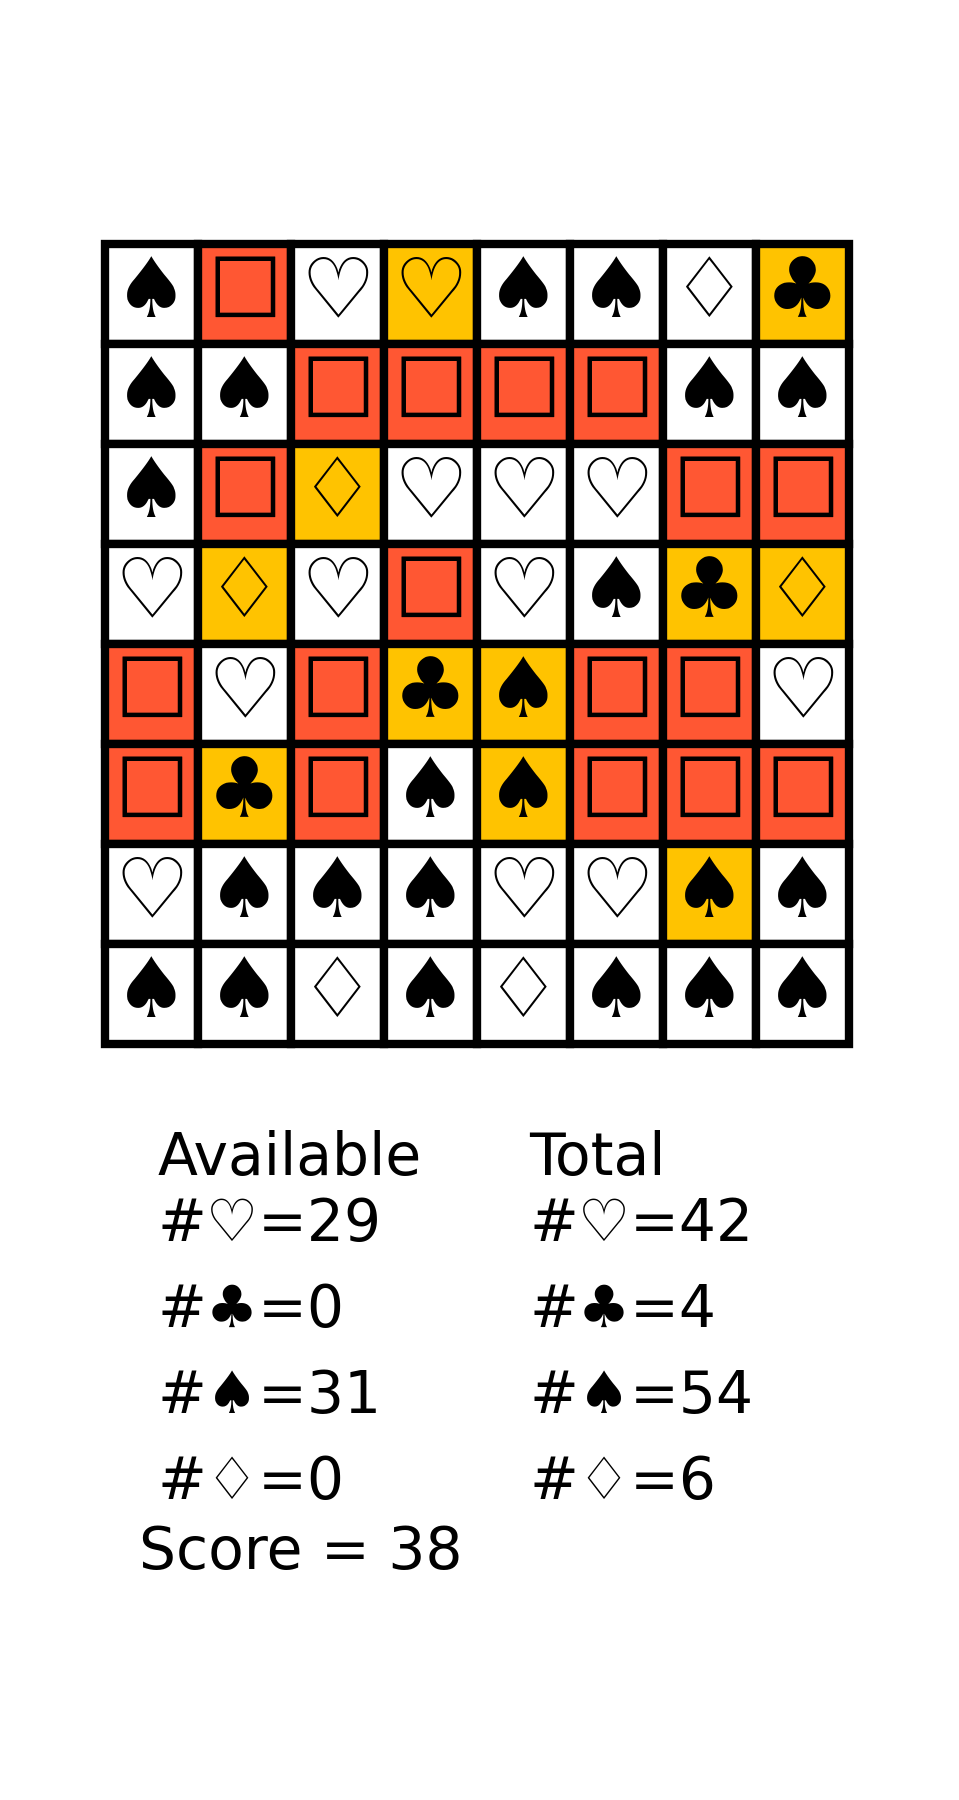 ♠ □ ♡ ♡ ♠ ♠ ♢ ♣
♠ ♠ □ □ □ □ ♠ ♠
♠ □ ♢ ♡ ♡ ♡ □ □
♡ ♢ ♡ □ ♡ ♠ ♣ ♢
□ ♡ □ ♣ ♠ □ □ ♡
□ ♣ □ ♠ ♠ □ □ □
♡ ♠ ♠ ♠ ♡ ♡ ♠ ♠
♠ ♠ ♢ ♠ ♢ ♠ ♠ ♠
Available Total
#♡=29 #♡=42
#♣=0 #♣=4
#♠=31 #♠=54
#♢=0 #♢=6
Score = 38